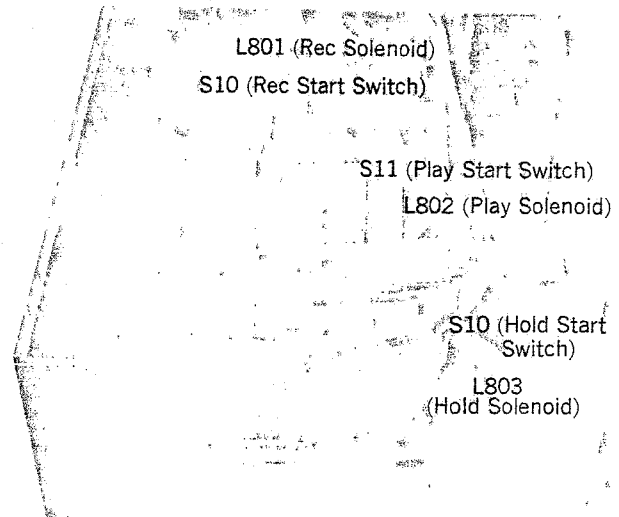 L801 (Rec Solenoid)
S10 (Rec Start Switch)
S11 (Play Start Switch)
L802 (Play Solenoid)
S10 (Hold Start
Switch)
L803
(Hold Solenoid)